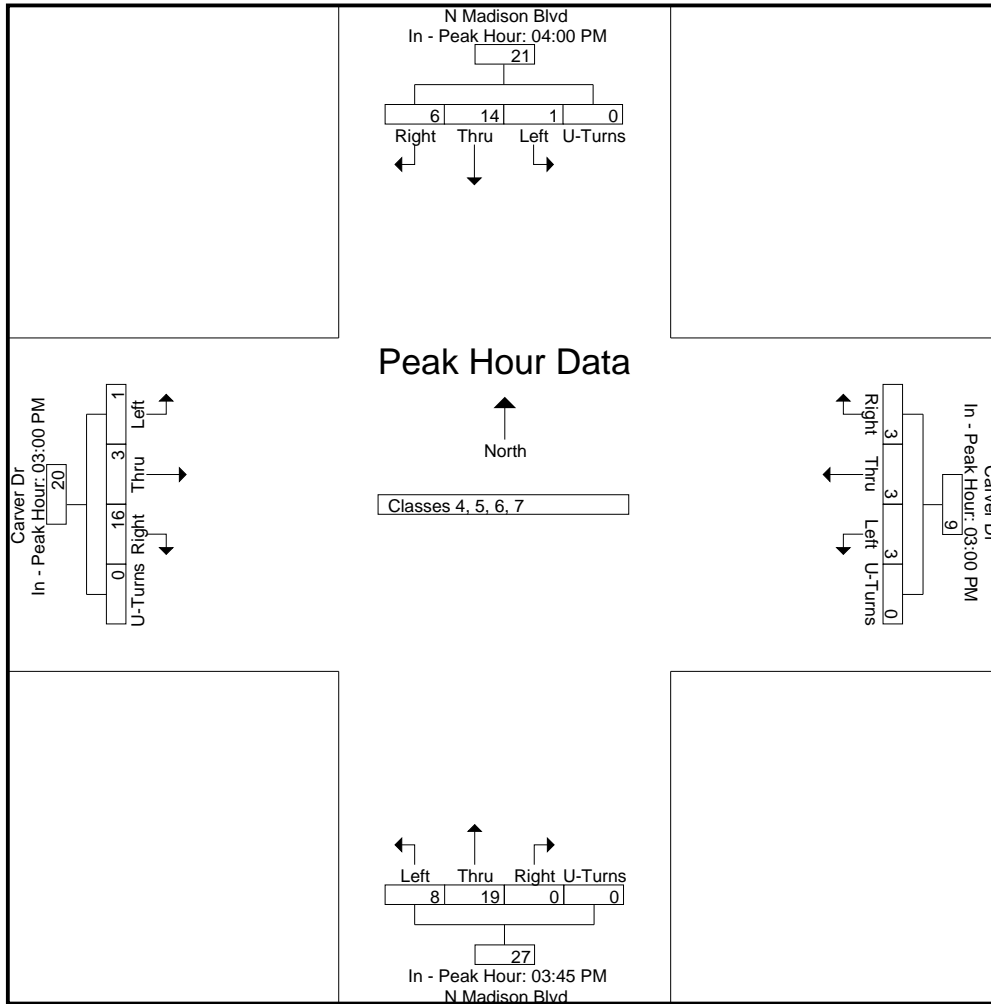 N Madison Blvd
In - Peak Hour: 04:00 PM
21
6 14 1 0
Right Thru Left U-Turns
Peak Hour Data
North
Classes 4, 5, 6, 7
Carver Dr
In - Peak Hour: 03:00 PM
20
1 3 16 0
Left Thru Right U-Turns
Carver Dr
In - Peak Hour: 03:00 PM
9
3 3 3 0
Right Thru Left U-Turns
Left Thru Right U-Turns
8 19 0 0
27
In - Peak Hour: 03:45 PM
N Madison Blvd